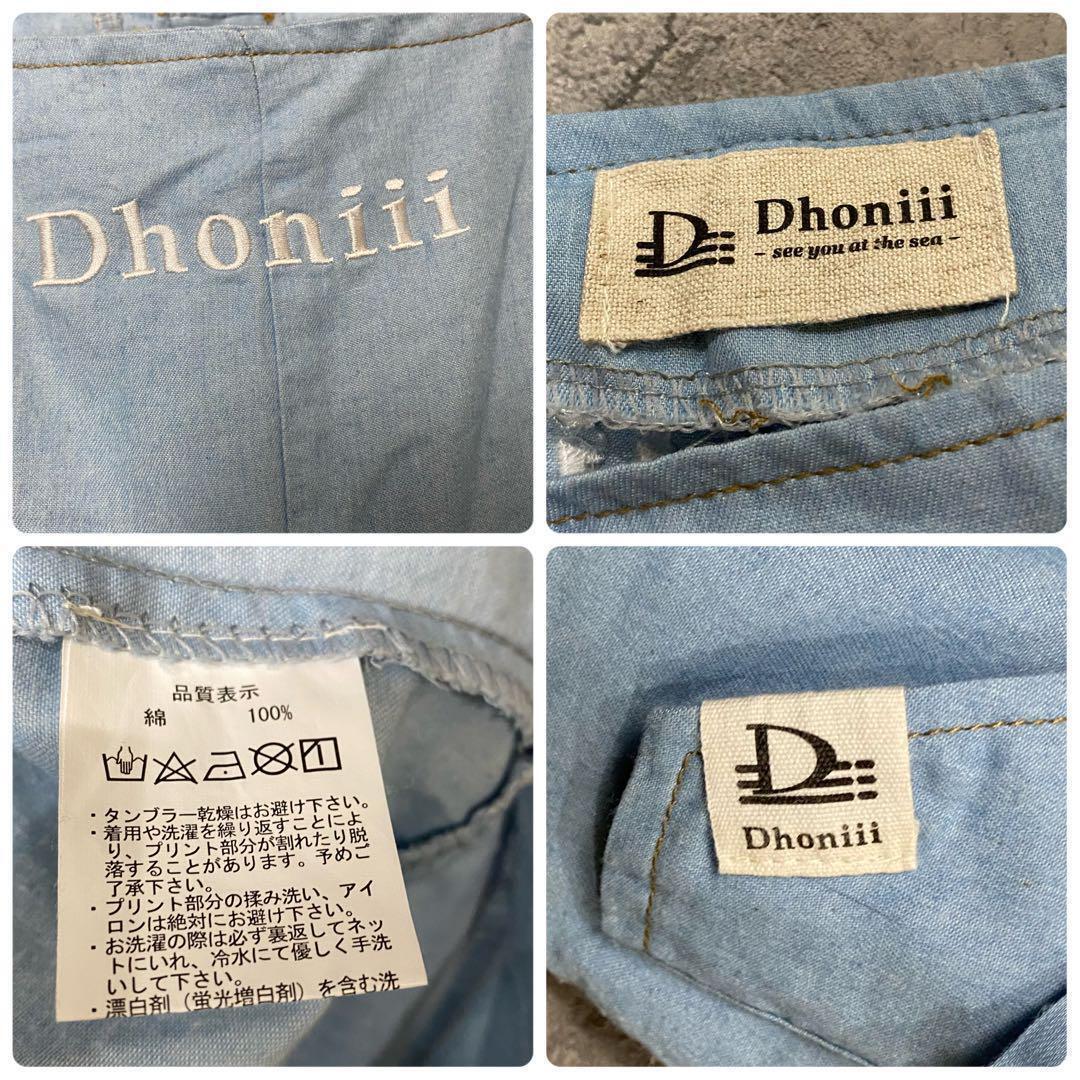 Dhoniii
Dhoniii
- see you at the sea -
品質表示
綿 100%
・タンブラー乾燥はお避け下さい。
・着用や洗濯を繰り返すことによ
り、プリント部分が割れたり脱
落することがあります。予めご
了承下さい。
・プリント部分の揉み洗い、アイ
ロンは絶対にお避け下さい。
・お洗濯の際は必ず裏返してネッ
トにいれ、冷水にて優しく手洗
いして下さい。
・漂白剤（蛍光増白剤）を含む洗
D
Dhoniii